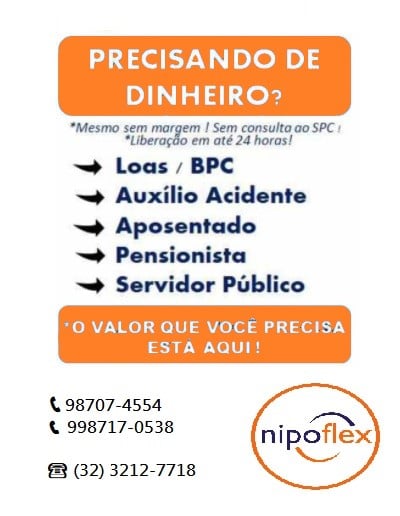 PRECISANDO DE
DINHEIRO?
*Mesmo sem margem ! Sem consulta ao SPC !
*Liberação em até 24 horas!
Loas / BPC
Auxílio Acidente
Aposentado
Pensionista
Servidor Público
*O VALOR QUE VOCÊ PRECISA
ESTA AQUI !
98707-4554
998717-0538
nipoflex
(32) 3212-7718